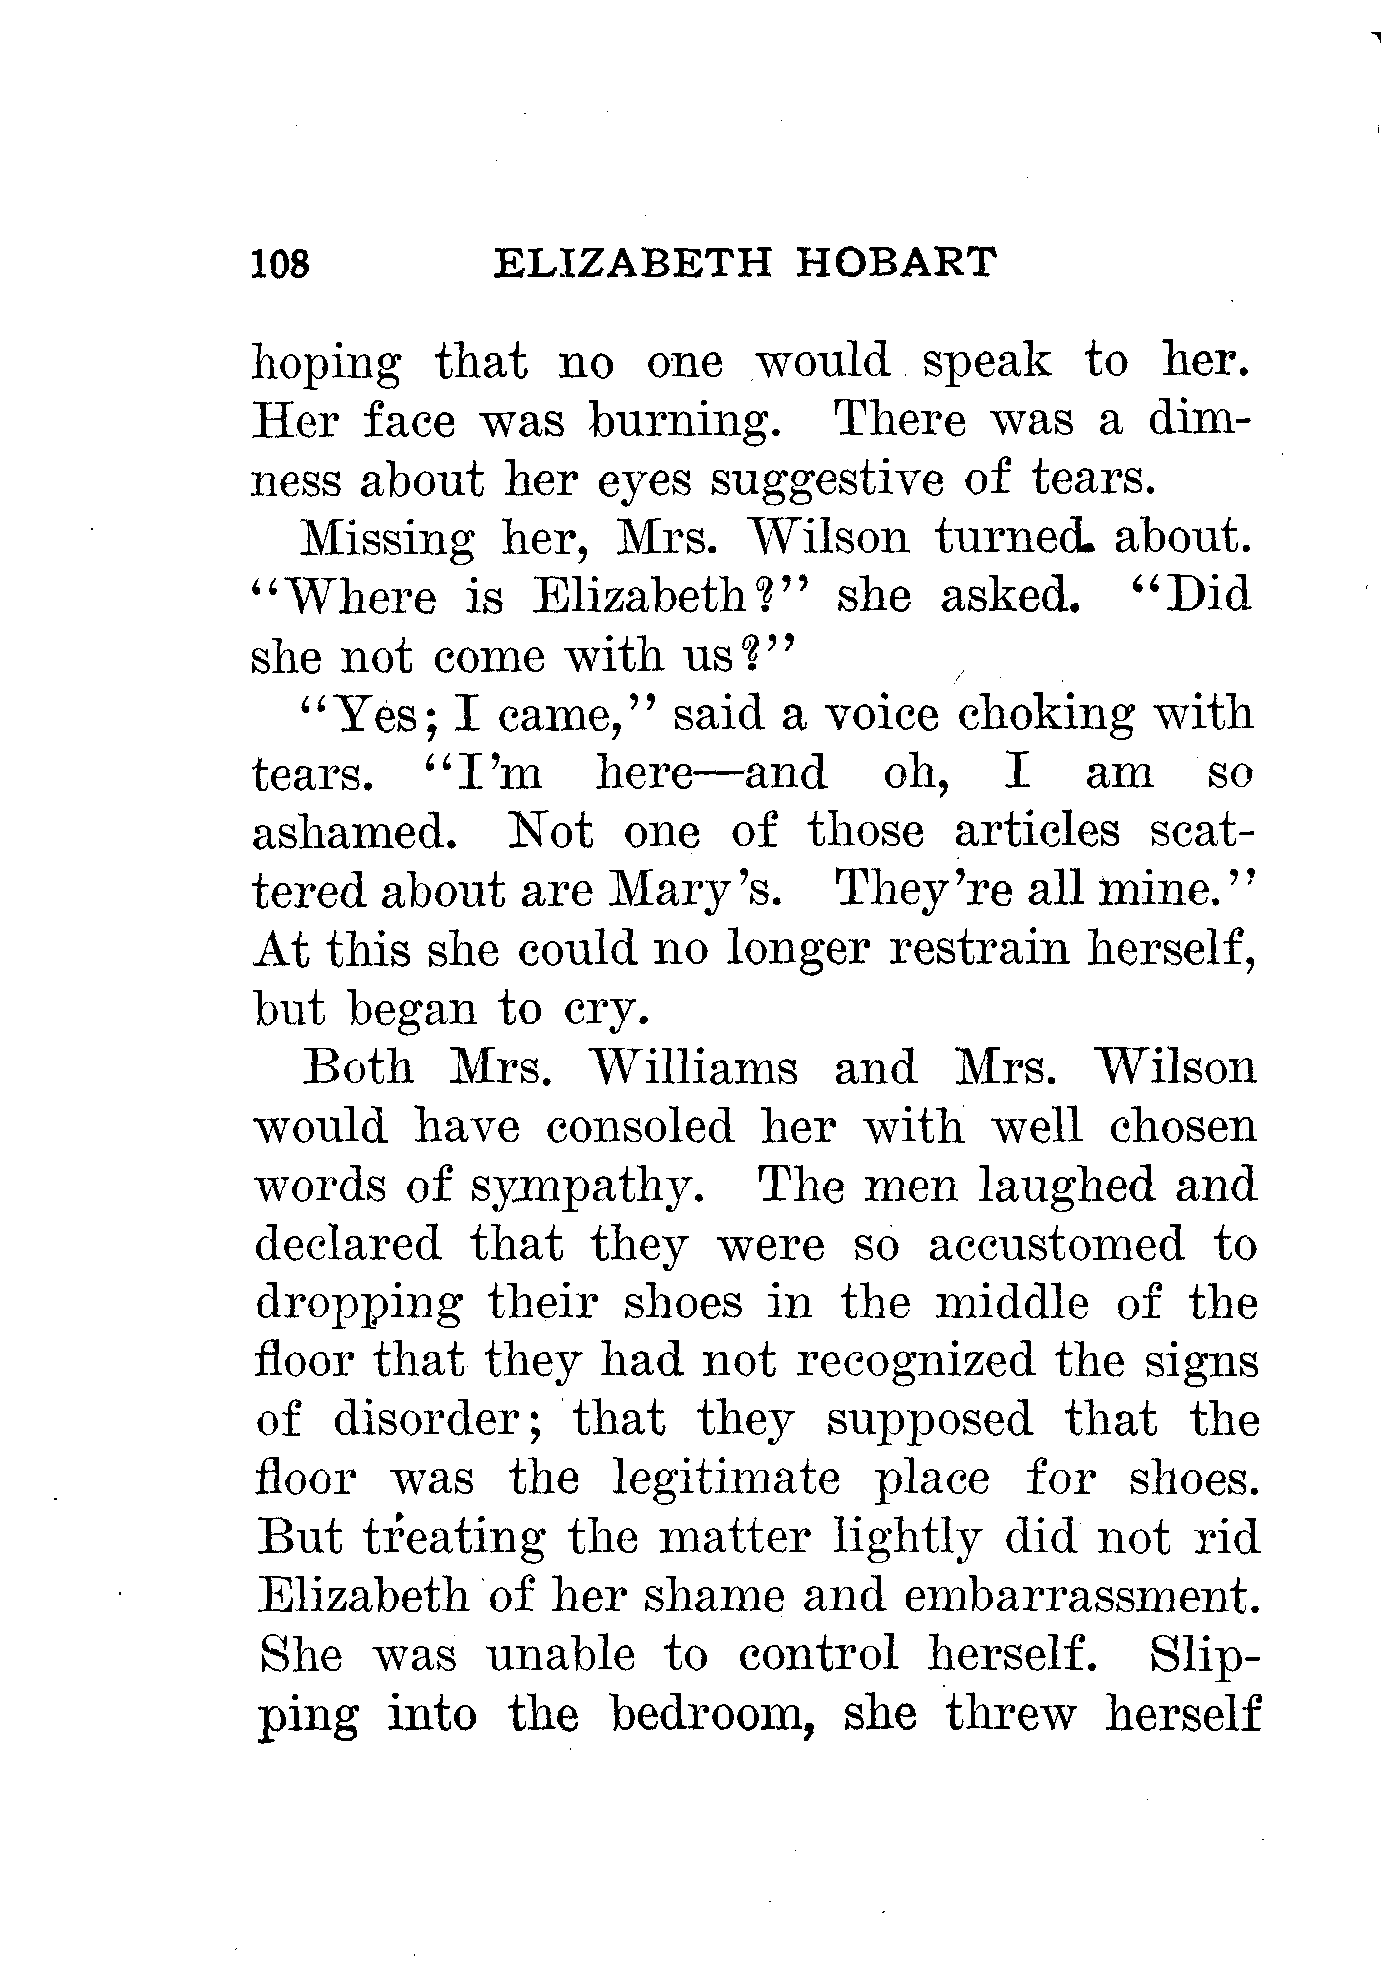 108 ELIZABETH HOBART
hoping that no one would speak to her.
Her face was burning. There was a dim-
ness about her eyes suggestive of tears.
Missing her, Mrs. Wilson turned about.
"Where is Elizabeth?" she asked. "Did
she not come with us?"
"Yes; I came," said a voice choking with
tears. "I'm here—and oh, I am so
ashamed. Not one of those articles scat-
tered about are Mary's. They're all mine."
At this she could no longer restrain herself,
but began to cry.
Both Mrs. Williams and Mrs. Wilson
would have consoled her with well chosen
words of sympathy. The men laughed and
declared that they were so accustomed to
dropping their shoes in the middle of the
floor that they had not recognized the signs
of disorder; that they supposed that the
floor was the legitimate place for shoes.
But treating the matter lightly did not rid
Elizabeth of her shame and embarrassment.
She was unable to control herself. Slip-
ping into the bedroom, she threw herself